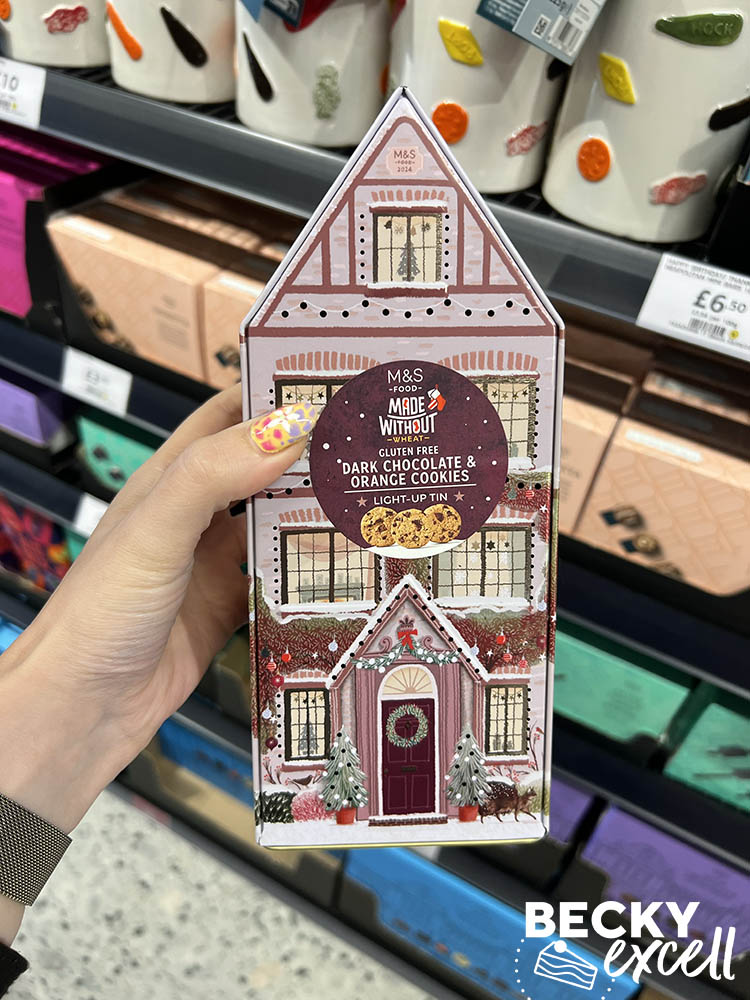 M&S
FOOD
2024
M&S
-FOOD-
MADE
WITHOUT
-WHEAT-
GLUTEN FREE
DARK CHOCOLATE &
ORANGE COOKIES
LIGHT-UP TIN
£10
£6.50
BECKY
excell